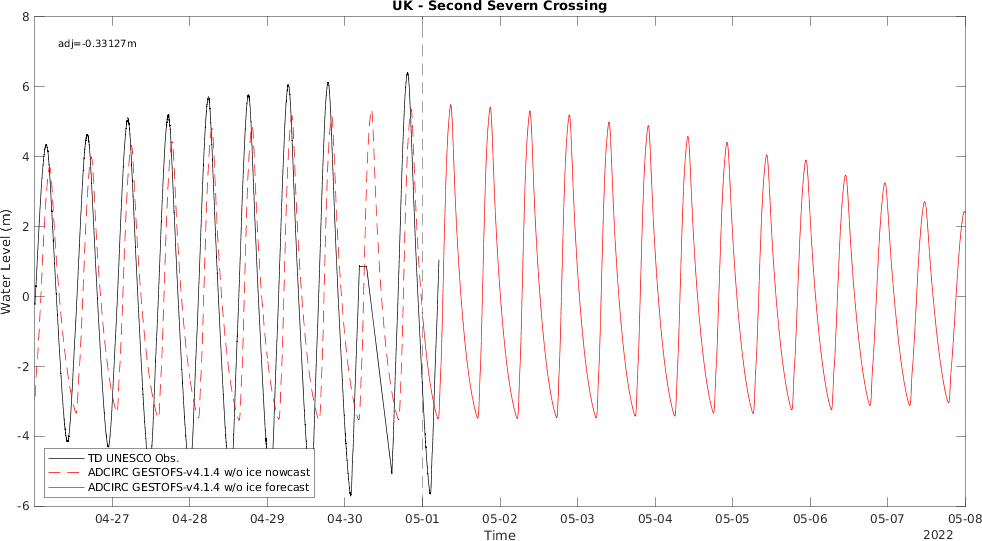 UK - Second Severn Crossing
adj=-0.33127m
Water Level (m)
8
6
4
2
0
-2
-4
-6
TD UNESCO Obs.
ADCIRC GESTOFS-v4.1.4 w/o ice nowcast
ADCIRC GESTOFS-v4.1.4 w/o ice forecast
04-27 04-28 04-29 04-30 05-01 05-02 05-03 05-04 05-05 05-06 05-07 05-08
Time
2022